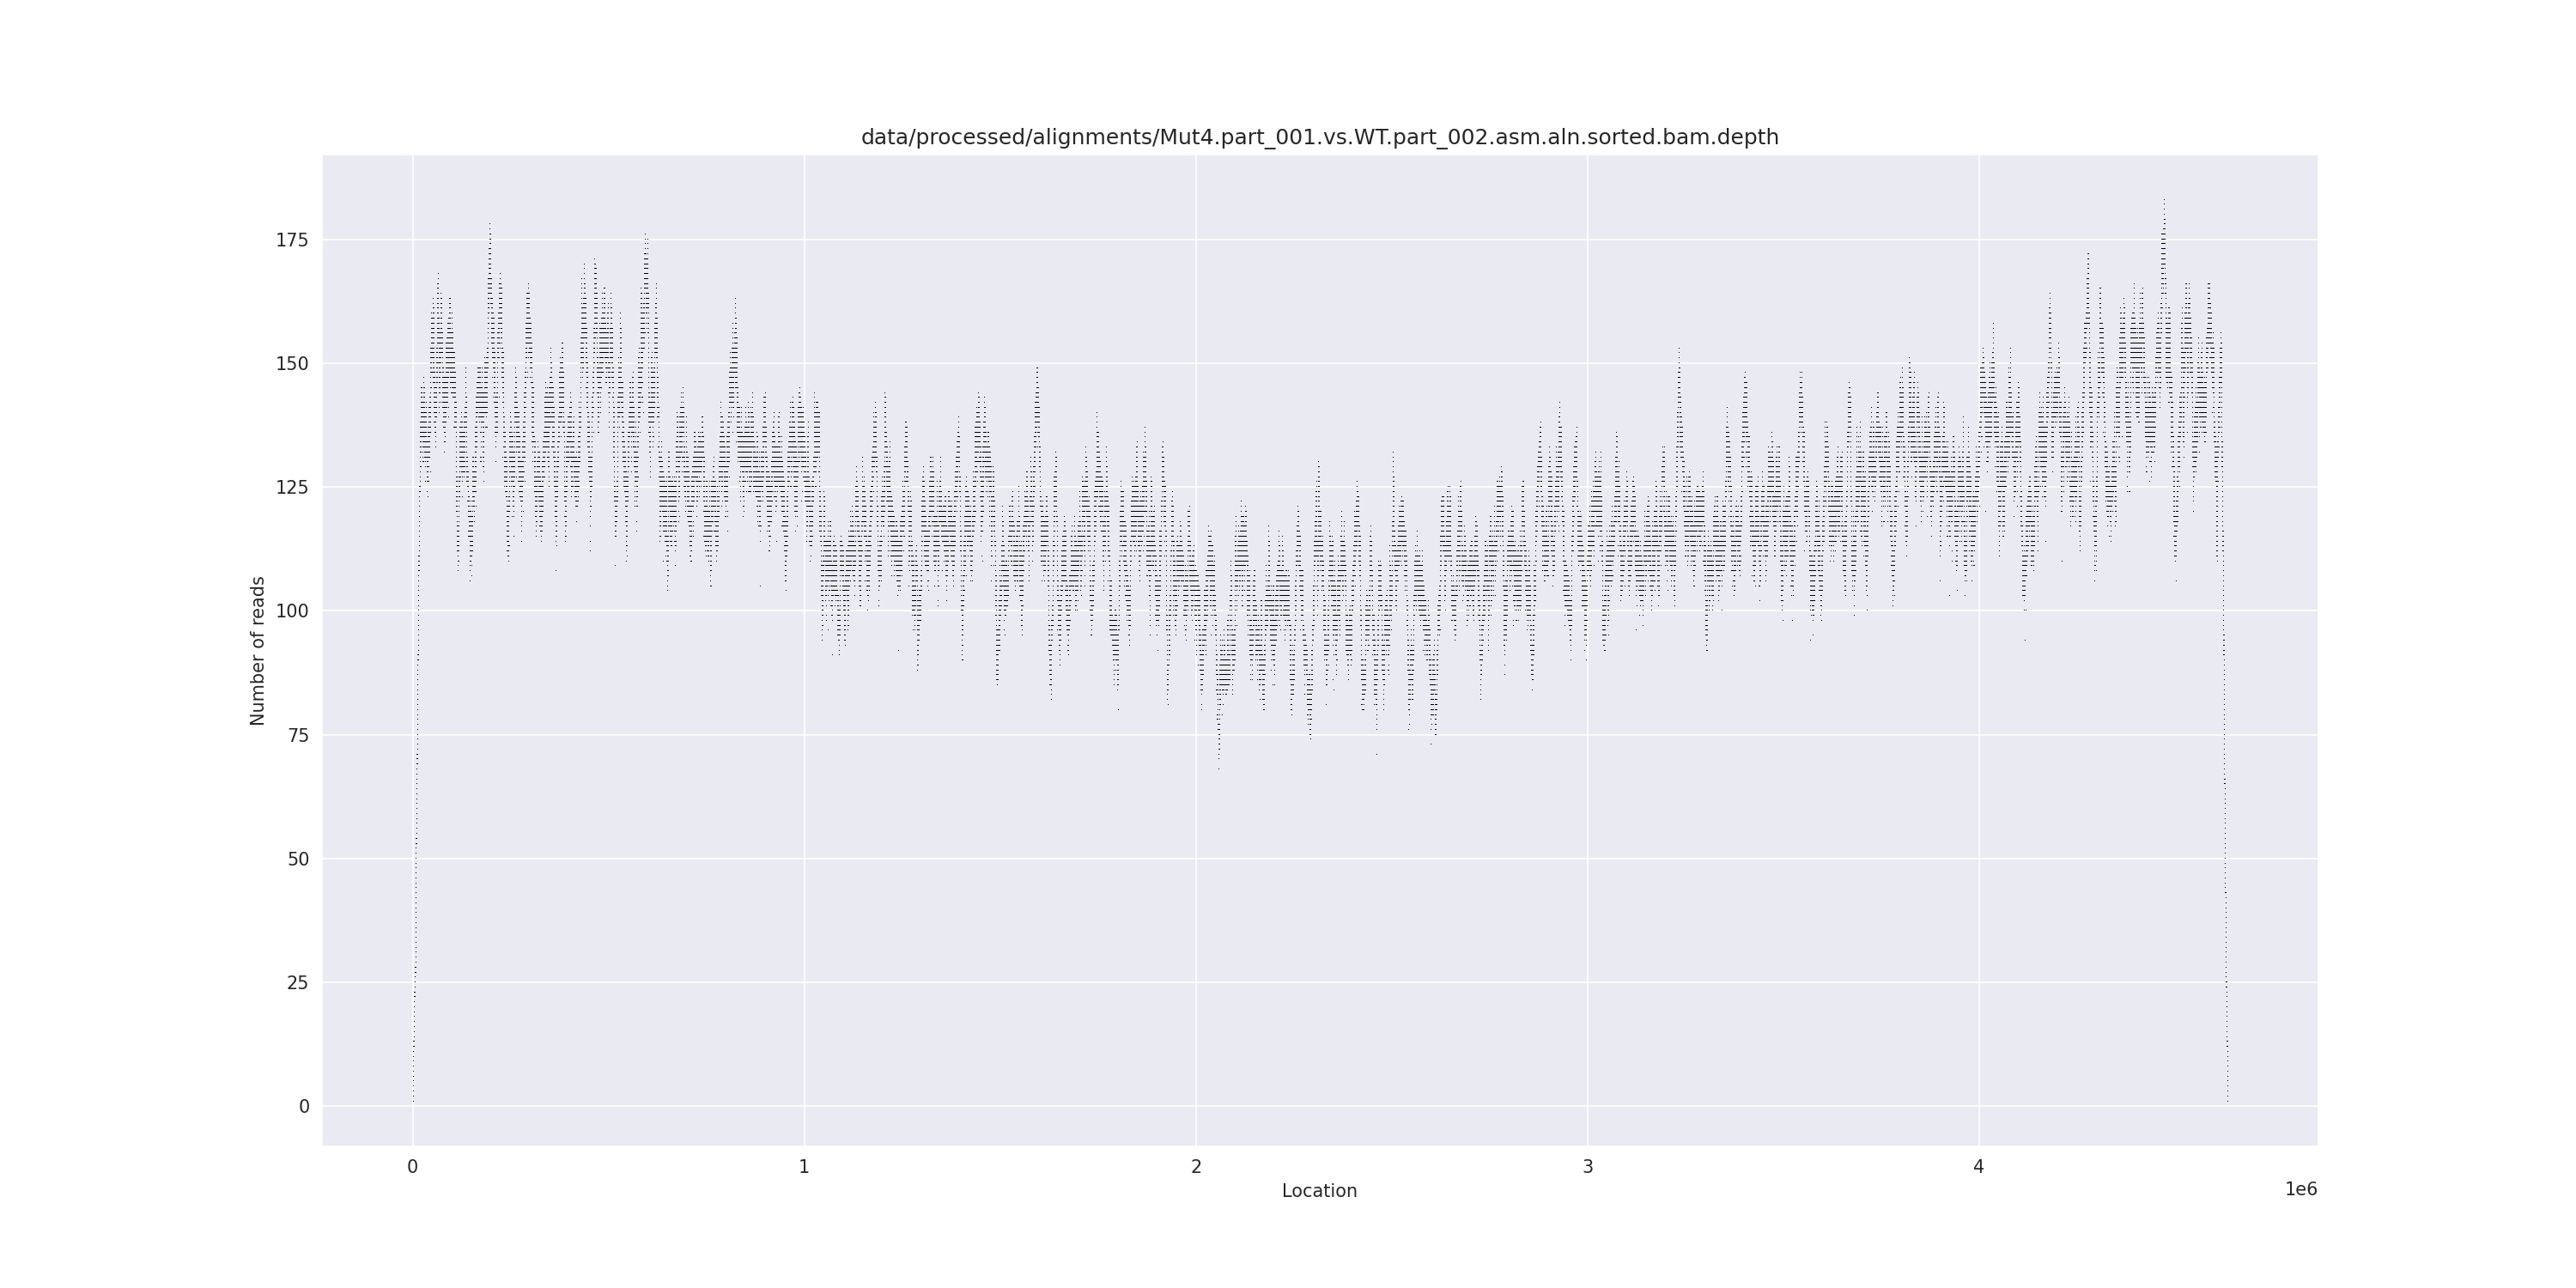 data/processed/alignments/Mut4.part_001.vs.WT.part_002.asm.aln.sorted.bam.depth
Number of reads
175
150
125
100
75
50
25
0
0 1 2 3 4
Location
1e6